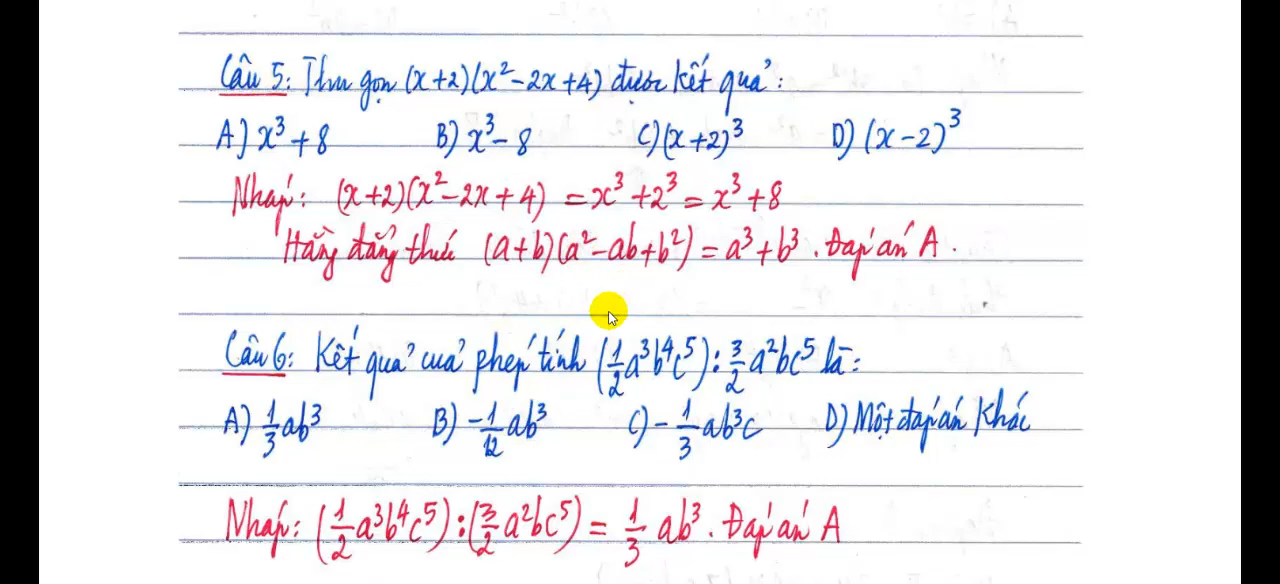 Câu 5: Thu gọn (x+2)(x²-2x+4) được kết quả:
A) x³+8 B) x³-8 C) (x+2)³ D) (x-2)³
Nháp: (x+2)(x²-2x+4) = x³+2³ = x³+8
Hằng đẳng thức (a+b)(a²-ab+b²) = a³+b³. Đáp án A.
Câu 6: Kết quả của phép tính (1/2 a³b⁴c⁵) : 3/2 a²bc⁵ là:
A) 1/3 ab³ B) -1/12 ab³ C) -1/3 ab³c D) Một đáp án khác
Nháp: (1/2 a³b⁴c⁵) : (3/2 a²bc⁵) = 1/3 ab³. Đáp án A